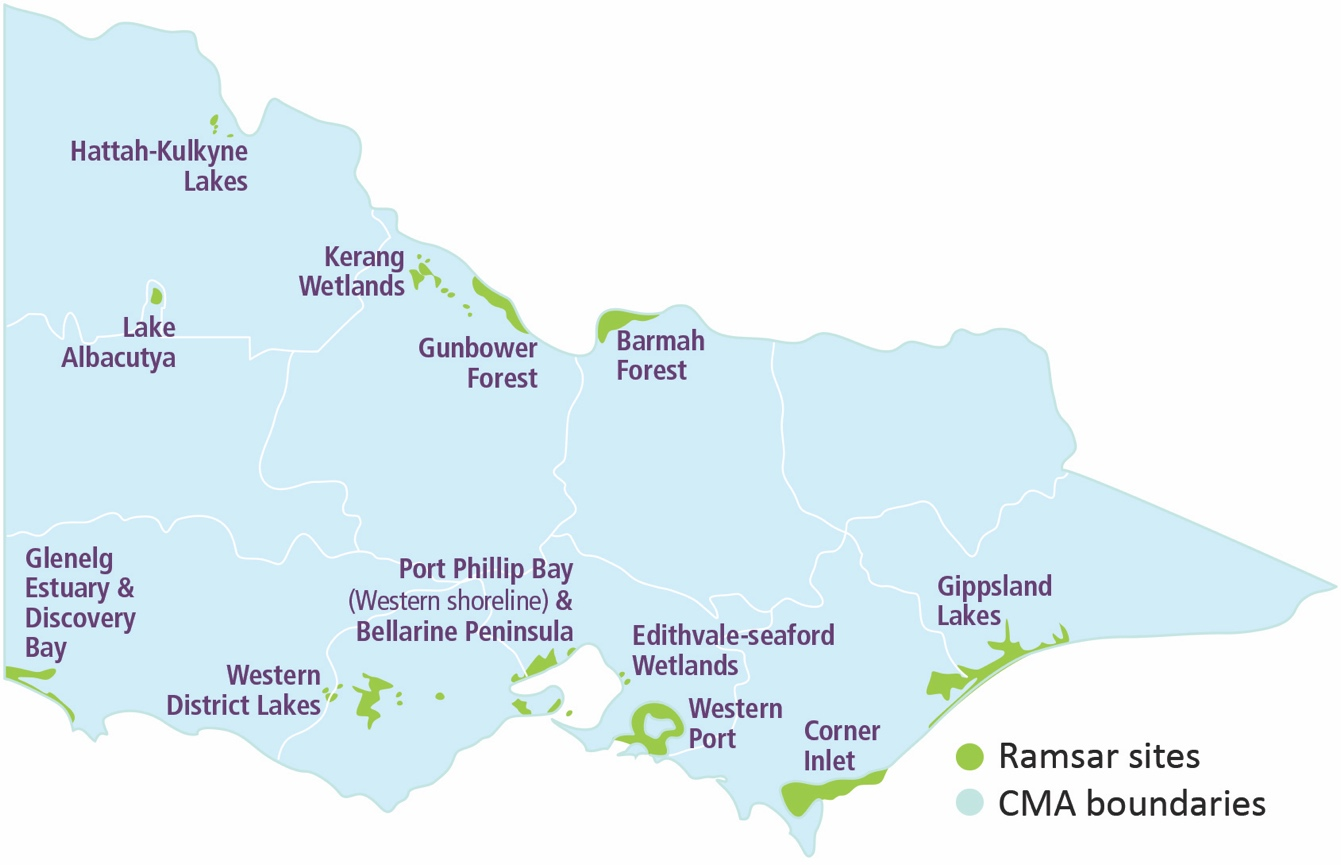 Hattah-Kulkyne
Lakes
Kerang
Wetlands
Lake
Albacutya
Gunbower
Forest
Barmah
Forest
Glenelg
Estuary &
Discovery
Bay
Port Phillip Bay
(Western shoreline) &
Bellarine Peninsula
Western
District Lakes
Edithvale-seaford
Wetlands
Western
Port
Gippsland
Lakes
Corner
Inlet
Ramsar sites
CMA boundaries